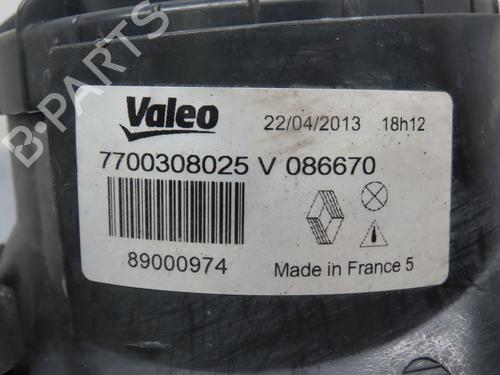 B-PARTS
Valeo
22/04/2013 18h12
7700308025 V 086670
89000974
Made in France 5